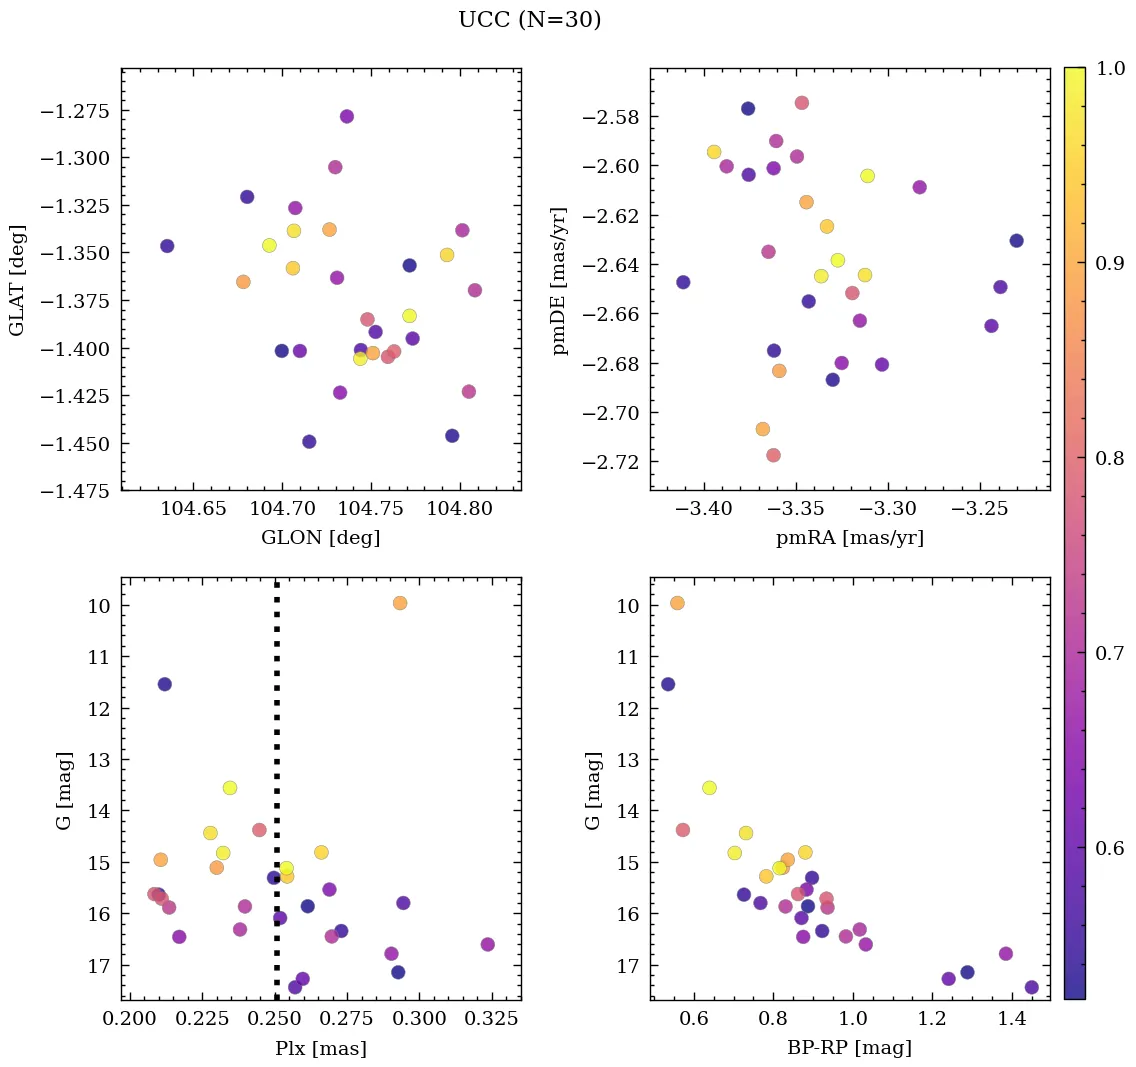 UCC (N=30)
−1.275
−1.300
−1.325
−1.350
−1.375
−1.400
−1.425
−1.450
−1.475
GLAT [deg]
104.65 104.70 104.75 104.80
GLON [deg]
−2.58
−2.60
−2.62
−2.64
−2.66
−2.68
−2.70
−2.72
pmDE [mas/yr]
−3.40 −3.35 −3.30 −3.25
pmRA [mas/yr]
10
11
12
13
14
15
16
17
G [mag]
0.200 0.225 0.250 0.275 0.300 0.325
Plx [mas]
10
11
12
13
14
15
16
17
G [mag]
0.6 0.8 1.0 1.2 1.4
BP-RP [mag]
1.0
0.9
0.8
0.7
0.6